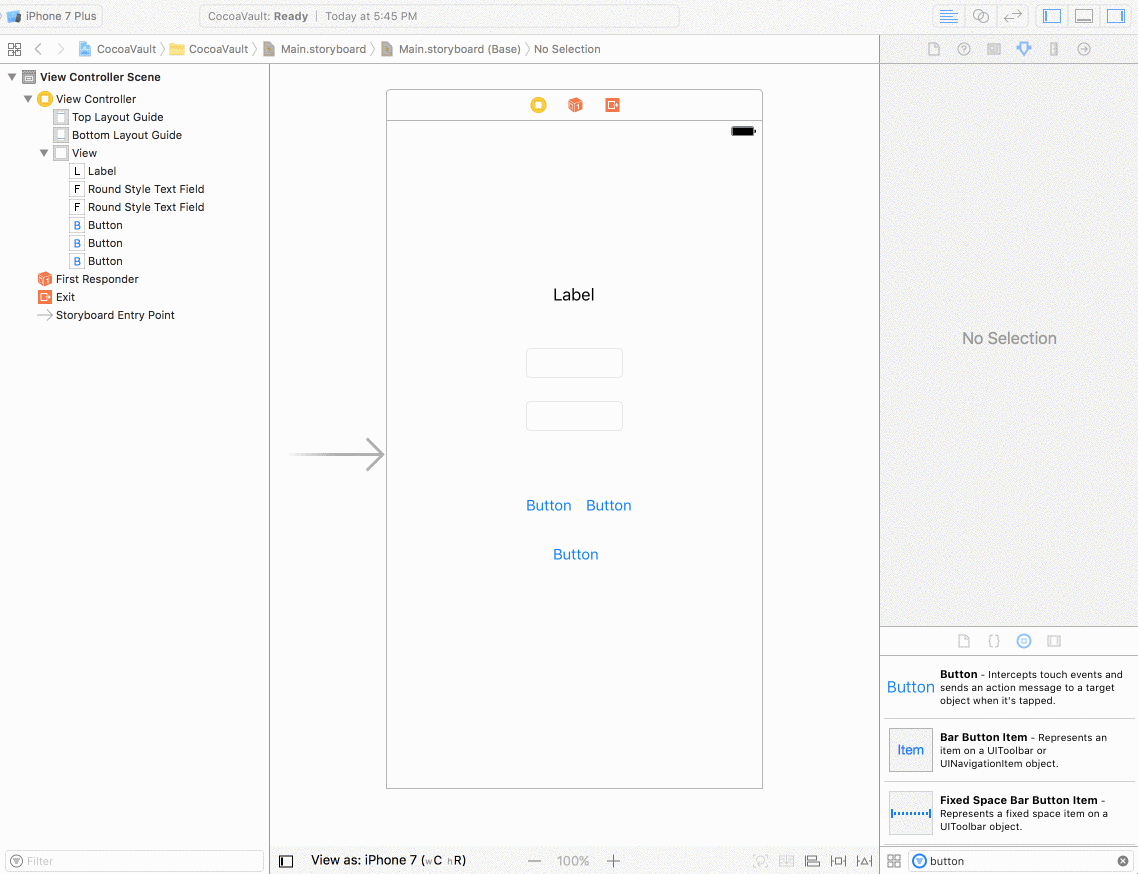 iPhone 7 Plus
CocoaVault: Ready | Today at 5:45 PM
CocoaVault
CocoaVault
Main.storyboard
Main.storyboard (Base)
No Selection
View Controller Scene
View Controller
Top Layout Guide
Bottom Layout Guide
View
L Label
F Round Style Text Field
F Round Style Text Field
B Button
B Button
B Button
First Responder
Exit
Storyboard Entry Point
Filter
Label
Button Button
Button
View as: iPhone 7 (wC hR)
100%
No Selection
Button
Button - Intercepts touch events and
sends an action message to a target
object when it's tapped.
Item
Bar Button Item - Represents an
item on a UIToolbar or
UINavigationItem object.
Fixed Space Bar Button Item -
Represents a fixed space item on a
UIToolbar object.
button